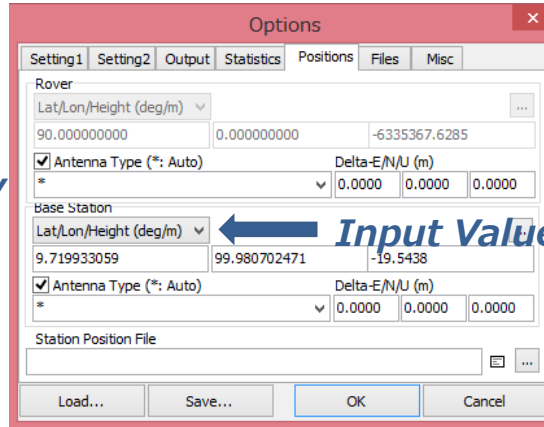 Options
Setting1 Setting2 Output Statistics Positions Files Misc
Rover
Lat/Lon/Height (deg/m) ...
90.000000000 0.000000000 -6335367.6285
Antenna Type (*: Auto) Delta-E/N/U (m)
* 0.0000 0.0000 0.0000
Base Station
Lat/Lon/Height (deg/m) Input Value
9.719933059 99.980702471 -19.5438
Antenna Type (*: Auto) Delta-E/N/U (m)
* 0.0000 0.0000 0.0000
Station Position File
...
Load... Save... OK Cancel